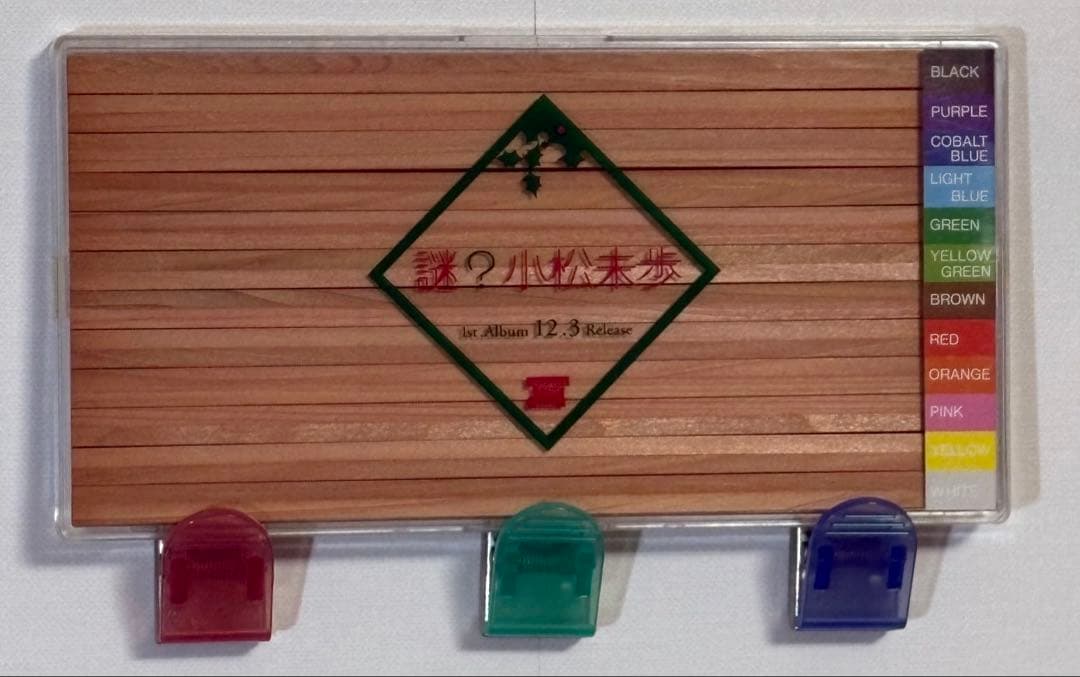 謎？小松未歩
1st Album 12.3 Release
BLACK
PURPLE
COBALT
BLUE
LIGHT
BLUE
GREEN
YELLOW
GREEN
BROWN
RED
ORANGE
PINK
YELLOW
WHITE